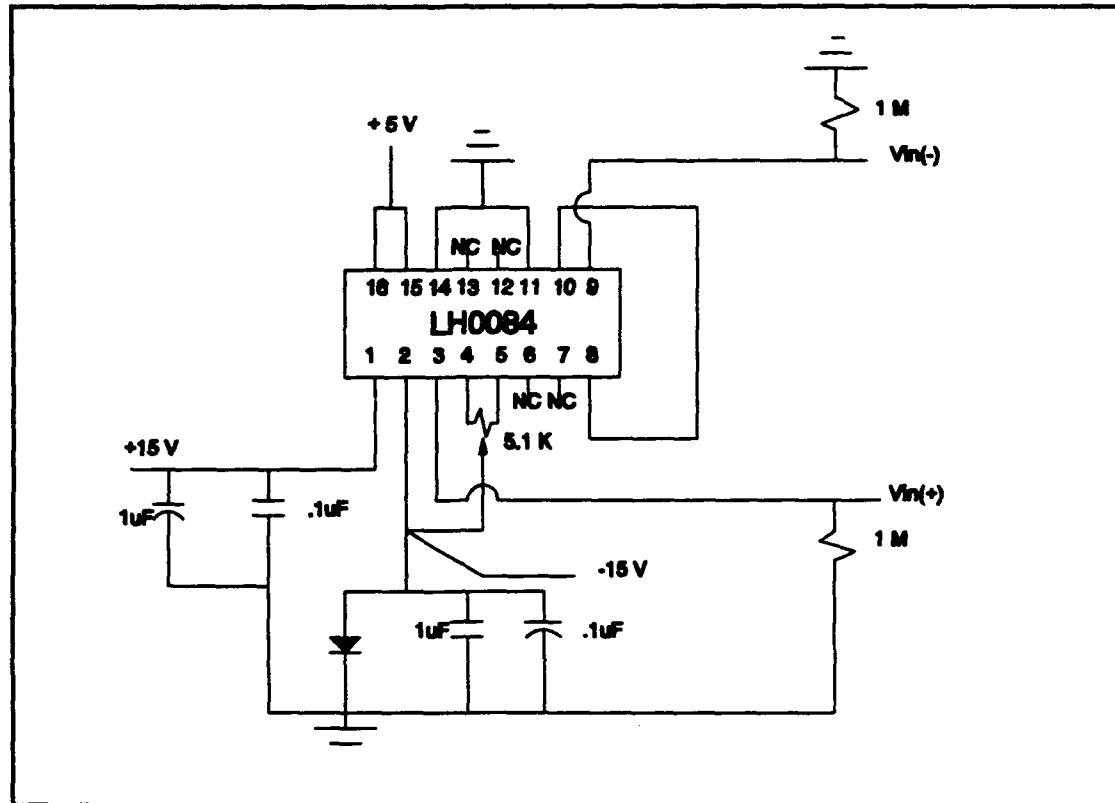 1 M
+5 V
Vin(-)
NC NC
16 15 14 13 12 11 10 9
LH0084
1 2 3 4 5 6 7 8
NC NC
5.1 K
+15 V
Vin(+)
1uF
.1uF
1 M
-15 V
1uF
.1uF